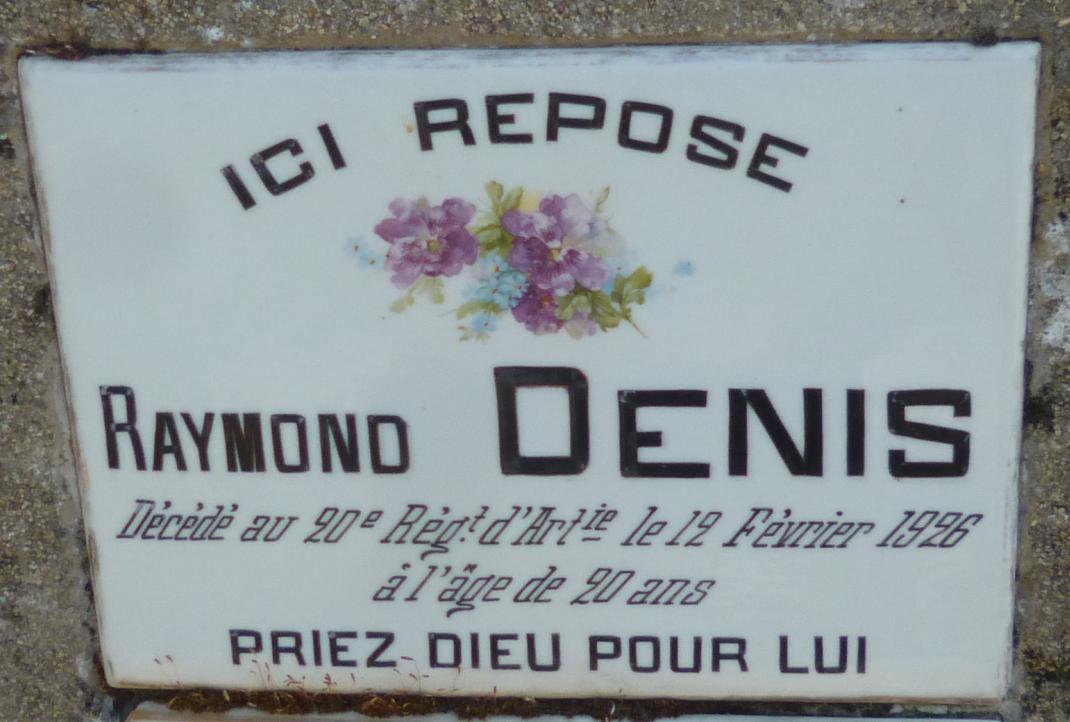 ICI REPOSE
RAYMOND DENIS
Décédé au 20e Régt. d'Artie le 12 Février 1926
à l'âge de 20 ans
PRIEZ DIEU POUR LUI